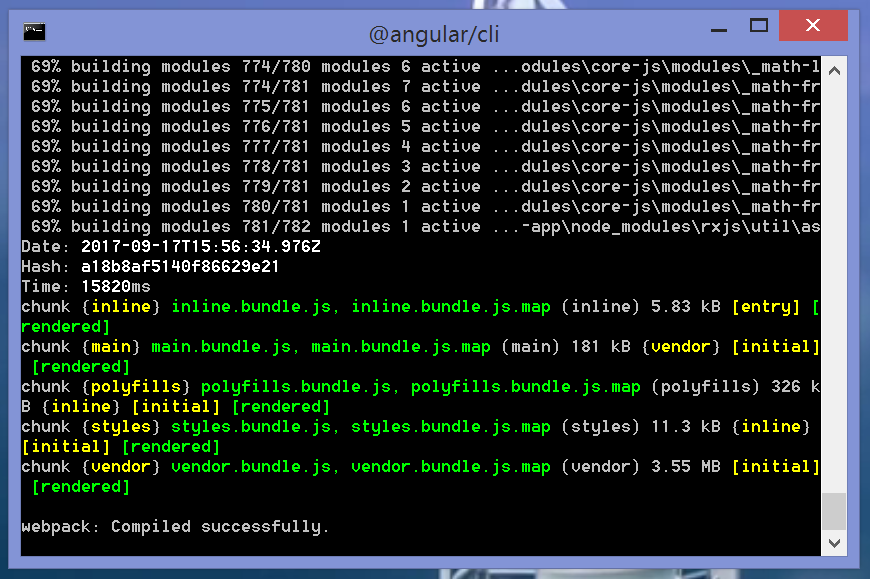 @angular/cli
69% building modules 774/780 modules 6 active ...odules\core-js\modules\_math-l
69% building modules 774/781 modules 7 active ...dules\core-js\modules\_math-fr
69% building modules 775/781 modules 6 active ...dules\core-js\modules\_math-fr
69% building modules 776/781 modules 5 active ...dules\core-js\modules\_math-fr
69% building modules 777/781 modules 4 active ...dules\core-js\modules\_math-fr
69% building modules 778/781 modules 3 active ...dules\core-js\modules\_math-fr
69% building modules 779/781 modules 2 active ...dules\core-js\modules\_math-fr
69% building modules 780/781 modules 1 active ...dules\core-js\modules\_math-fr
69% building modules 781/782 modules 1 active ...-app\node_modules\rxjs\util\as
Date: 2017-09-17T15:56:34.976Z
Hash: a18b8af5140f86629e21
Time: 15820ms
chunk {inline} inline.bundle.js, inline.bundle.js.map (inline) 5.83 kB [entry] [
rendered]
chunk {main} main.bundle.js, main.bundle.js.map (main) 181 kB {vendor} [initial]
[rendered]
chunk {polyfills} polyfills.bundle.js, polyfills.bundle.js.map (polyfills) 326 k
B {inline} [initial] [rendered]
chunk {styles} styles.bundle.js, styles.bundle.js.map (styles) 11.3 kB {inline}
[initial] [rendered]
chunk {vendor} vendor.bundle.js, vendor.bundle.js.map (vendor) 3.55 MB [initial]
[rendered]
webpack: Compiled successfully.